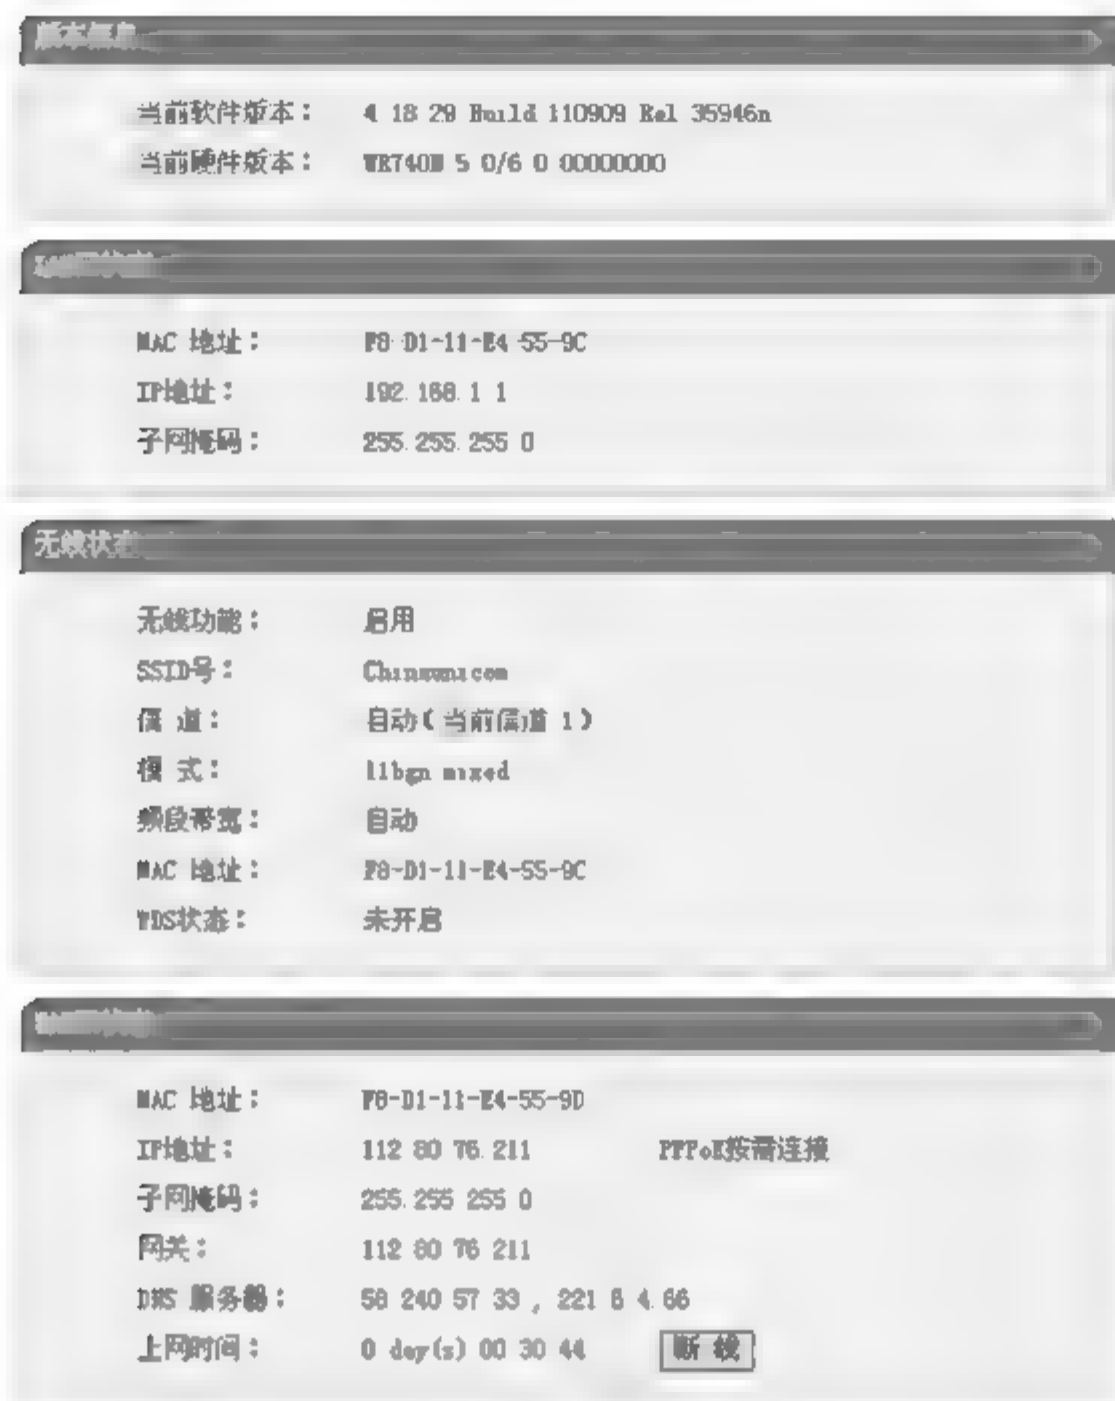 版本信息
当前软件版本： 4 18 29 Build 110909 Rel 35946n
当前硬件版本： WR740N 5 0/6 0 00000000
MAC 地址： F8-D1-11-E4-55-9C
IP地址： 192.168.1 1
子网掩码： 255.255.255 0
无线状态
无线功能： 启用
SSID号： Chinaunicom
信 道： 自动(当前信道 1)
模 式： 11bgn mixed
频段带宽： 自动
MAC 地址： F8-D1-11-E4-55-9C
WDS状态： 未开启
MAC 地址： F8-D1-11-E4-55-9D
IP地址： 112 80 76.211 PPPoE按需连接
子网掩码： 255.255 255 0
网关： 112 80 76 211
DNS 服务器： 58 240 57 33 , 221 6 4.66
上网时间： 0 day(s) 00 30 44 断 线